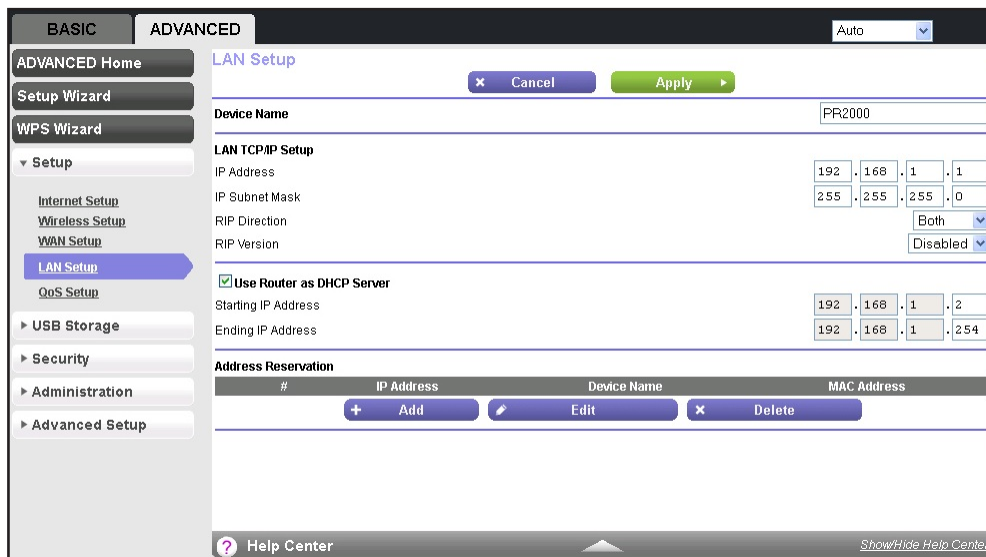 BASIC ADVANCED Auto
ADVANCED Home
Setup Wizard
WPS Wizard
Setup
Internet Setup
Wireless Setup
WAN Setup
LAN Setup
QoS Setup
USB Storage
Security
Administration
Advanced Setup
LAN Setup
Cancel Apply
Device Name PR2000
LAN TCP/IP Setup
IP Address 192 . 168 . 1 . 1
IP Subnet Mask 255 . 255 . 255 . 0
RIP Direction Both
RIP Version Disabled
Use Router as DHCP Server
Starting IP Address 192 . 168 . 1 . 2
Ending IP Address 192 . 168 . 1 . 254
Address Reservation
# IP Address Device Name MAC Address
Add Edit Delete
? Help Center Show/Hide Help Cente